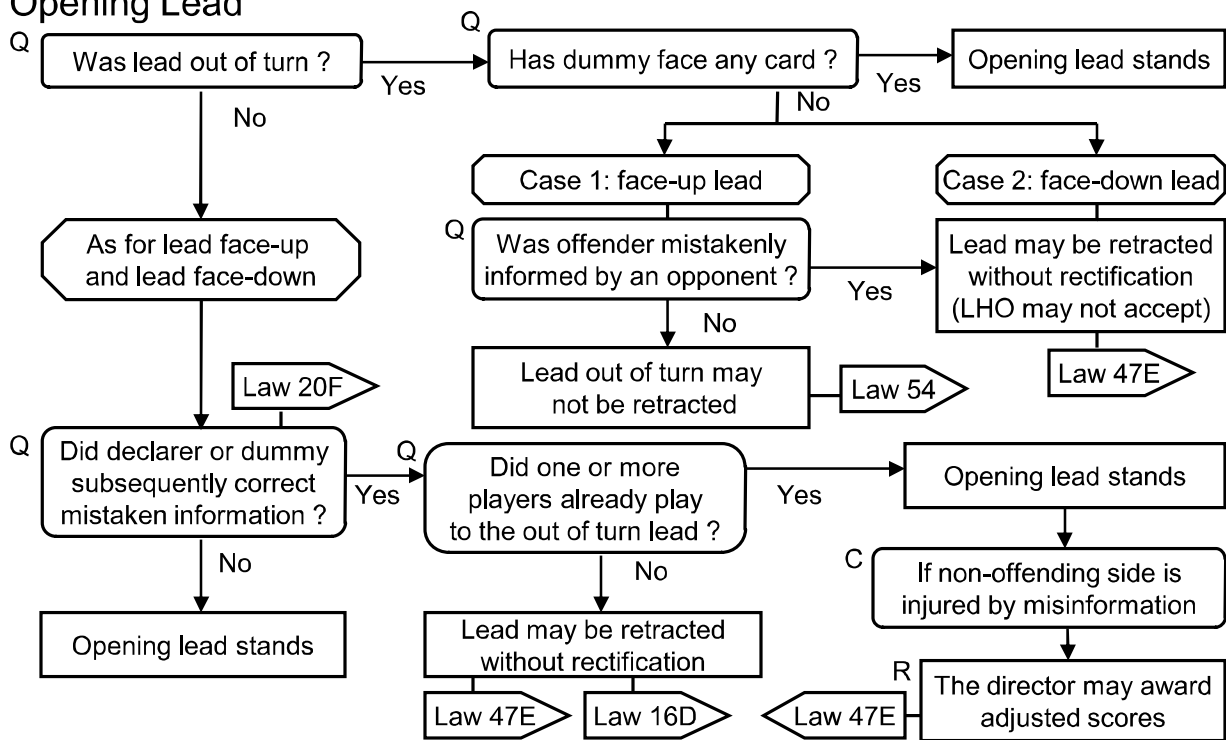 Opening Lead
Q
Was lead out of turn ?
Yes
No
Q
Has dummy face any card ?
Yes
No
Opening lead stands
Case 1: face-up lead
Case 2: face-down lead
Q
Was offender mistakenly
informed by an opponent ?
Yes
No
Lead may be retracted
without rectification
(LHO may not accept)
Law 47E
Lead out of turn may
not be retracted
Law 54
As for lead face-up
and lead face-down
Law 20F
Q
Did declarer or dummy
subsequently correct
mistaken information ?
Yes
No
Opening lead stands
Q
Did one or more
players already play
to the out of turn lead ?
Yes
No
Lead may be retracted
without rectification
Law 47E
Law 16D
Opening lead stands
C
If non-offending side is
injured by misinformation
R
The director may award
adjusted scores
Law 47E